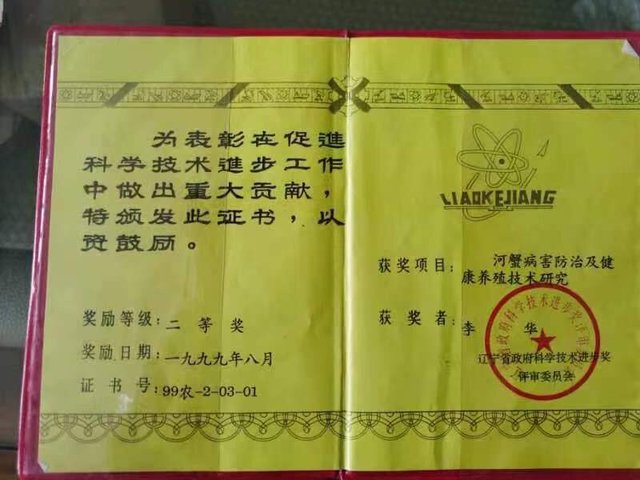 为表彰在促進
科学技术進步工作
中做出重大贡献，
特颁发此证书，以
资鼓励。
奖励等级：二等奖
奖励日期：一九九九年八月
证书号：99农-2-03-01
LIAOKEJIANG
获奖项目：河蟹病害防治及健
康养殖技术研究
获奖者：李华
辽宁省政府科学技术進步奖
评审委员会